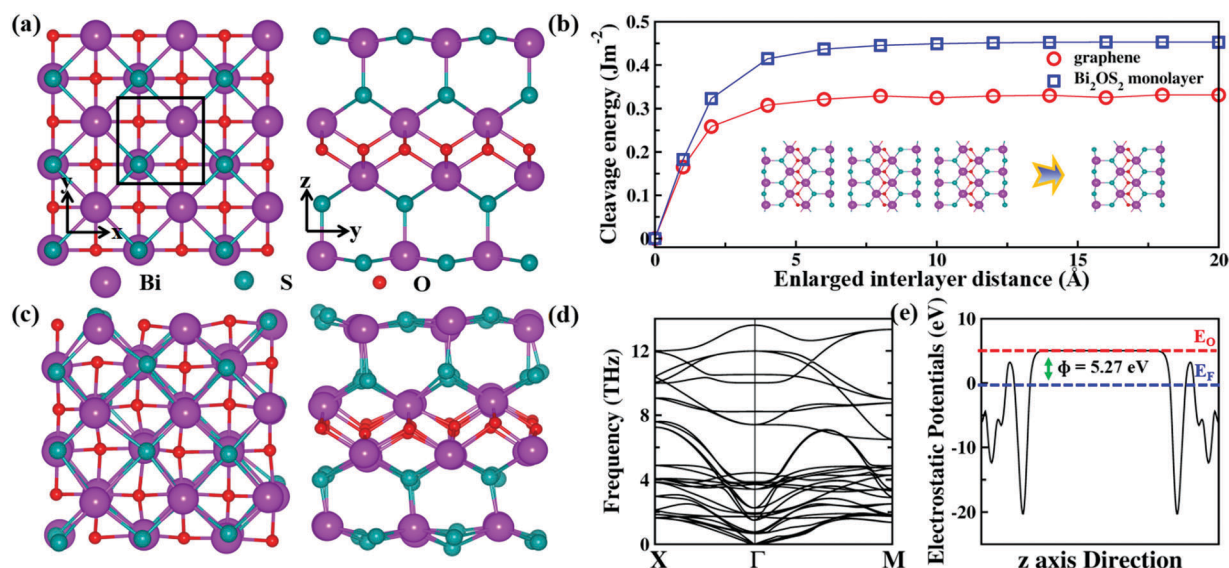 (a)
y
x
z
y
Bi
S
O
(b)
Cleavage energy (Jm⁻²)
0.5
0.4
0.3
0.2
0.1
0
graphene
Bi₂OS₂ monolayer
0
5
10
15
20
Enlarged interlayer distance (Å)
(c)
(d)
Frequency (THz)
12
8
4
0
X
Γ
M
(e)
Electrostatic Potentials (eV)
10
0
-10
-20
E_O
ϕ = 5.27 eV
E_F
z axis Direction